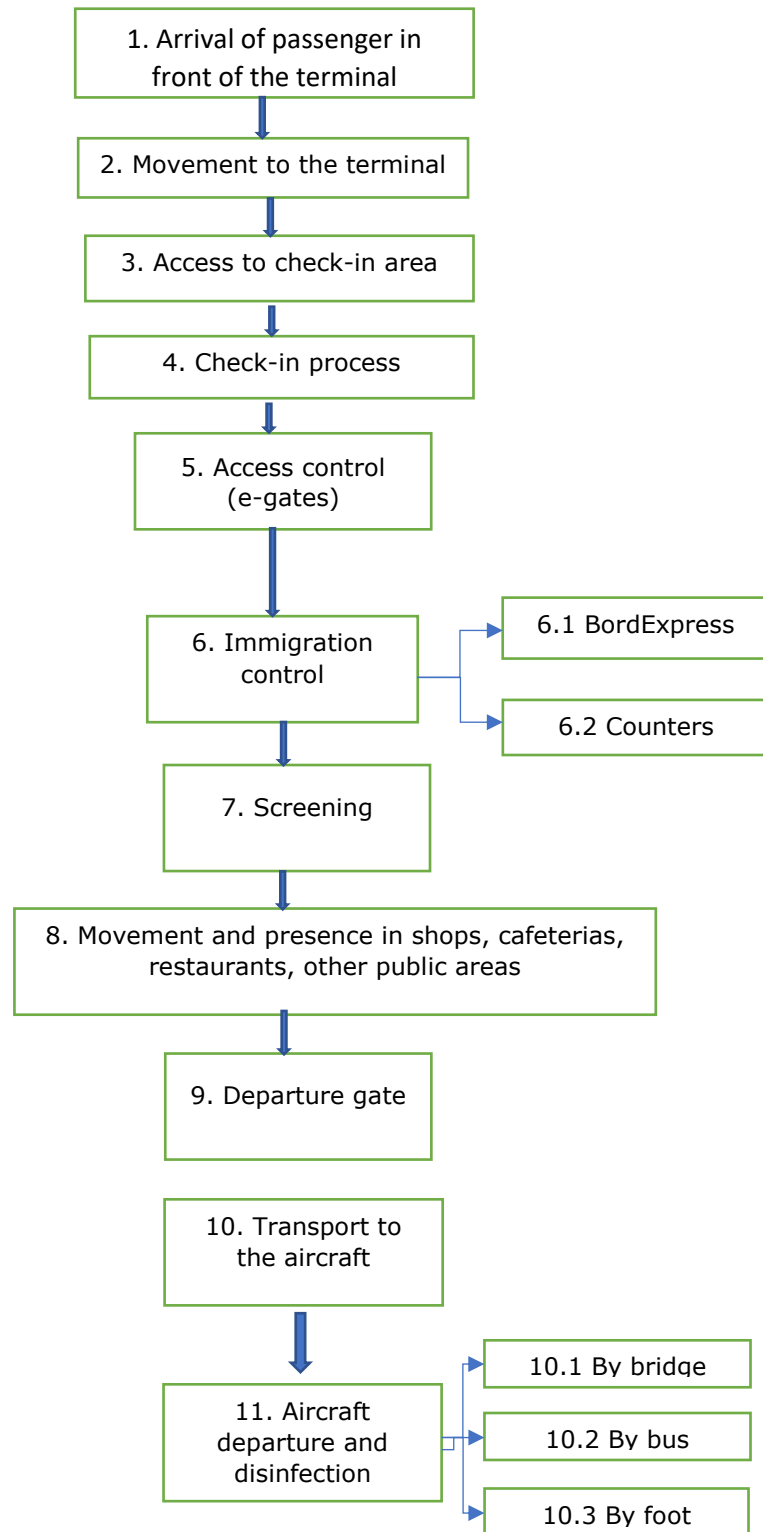 1. Arrival of passenger in
front of the terminal
2. Movement to the terminal
3. Access to check-in area
4. Check-in process
5. Access control
(e-gates)
6. Immigration
control
6.1 BordExpress
6.2 Counters
7. Screening
8. Movement and presence in shops, cafeterias,
restaurants, other public areas
9. Departure gate
10. Transport to
the aircraft
11. Aircraft
departure and
disinfection
10.1 By bridge
10.2 By bus
10.3 By foot